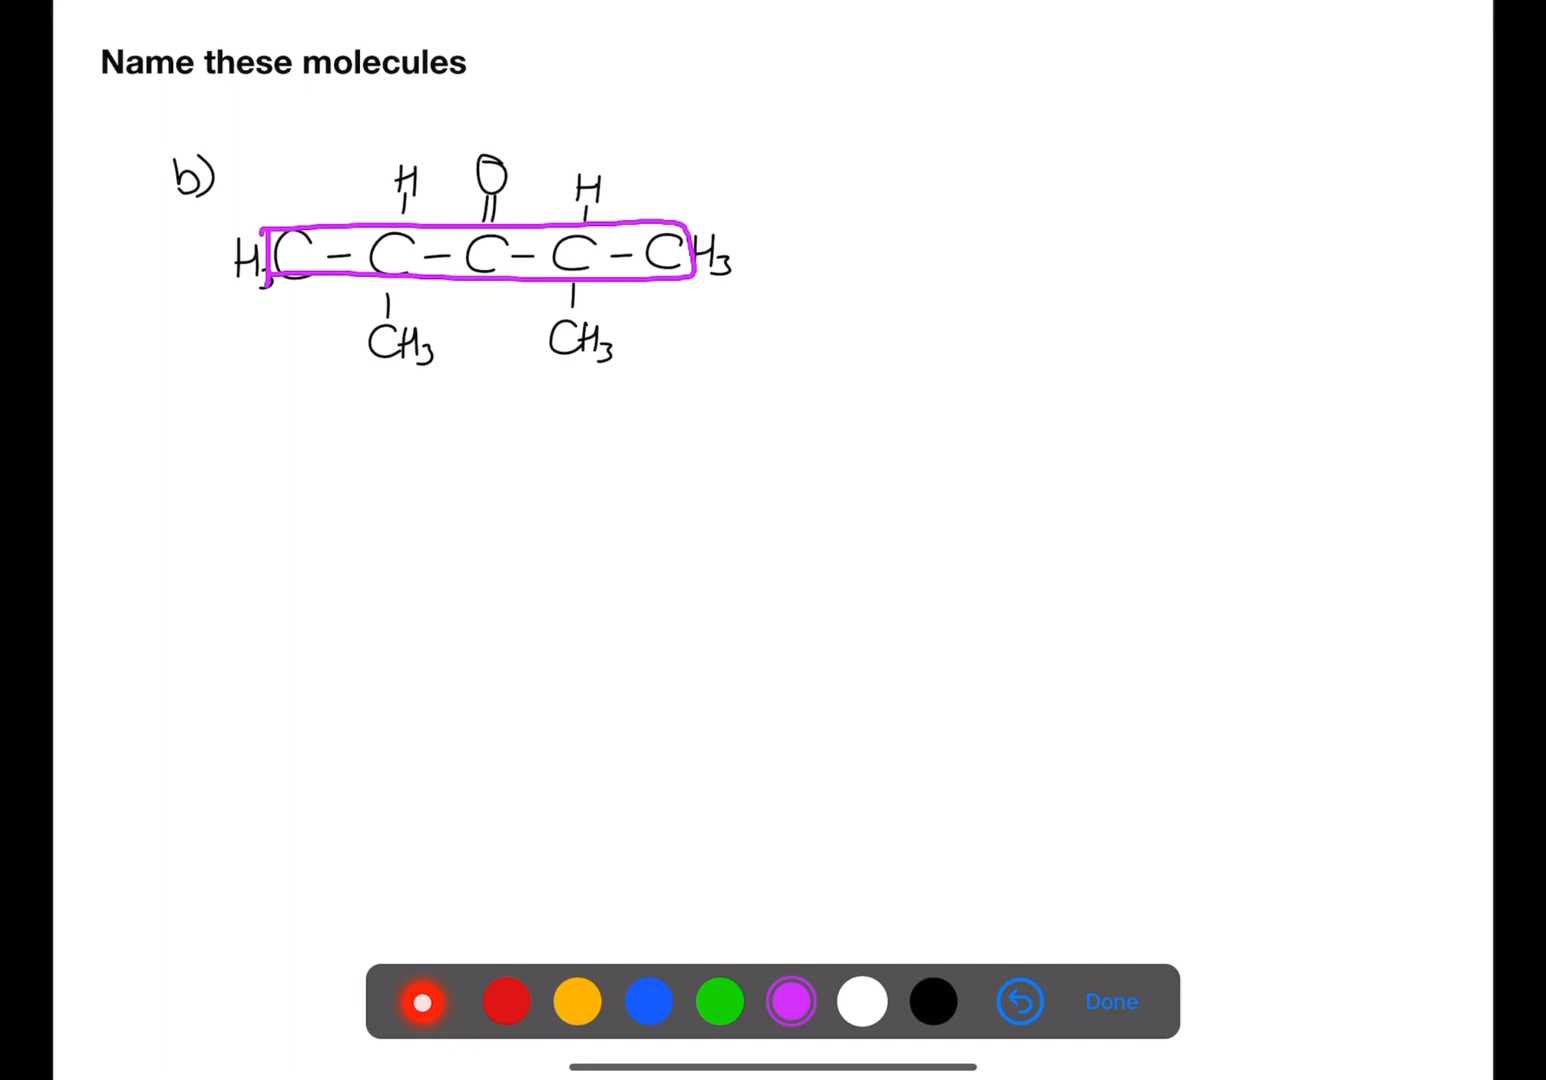 Name these molecules
b)
H O H
H₃C - C - C - C - CH₃
CH₃ CH₃
Done